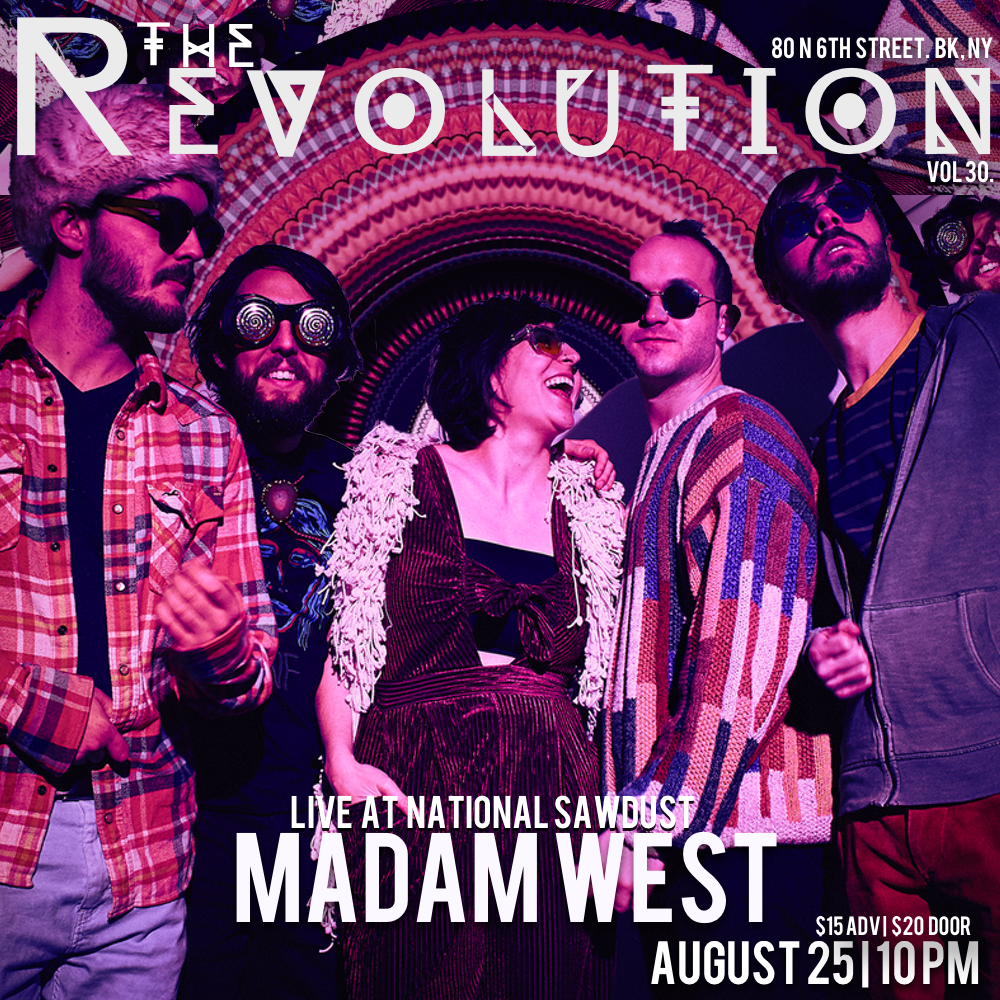 THE
80 N 6TH STREET. BK, NY
REVOLUTION
VOL 30.
LIVE AT NATIONAL SAWDUST
MADAM WEST
$15 ADV | $20 DOOR
AUGUST 25 | 10 PM